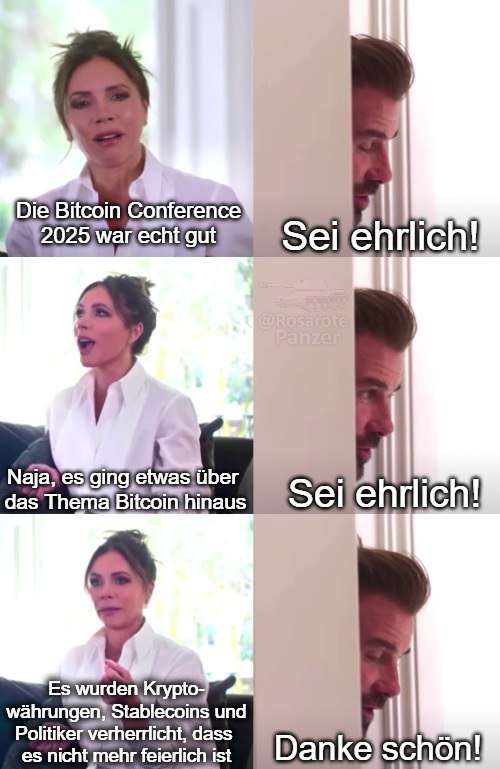 Die Bitcoin Conference
2025 war echt gut
Sei ehrlich!
@Rosarote
Panzer
Naja, es ging etwas über
das Thema Bitcoin hinaus
Sei ehrlich!
Es wurden Krypto-
währungen, Stablecoins und
Politiker verherrlicht, dass
es nicht mehr feierlich ist
Danke schön!